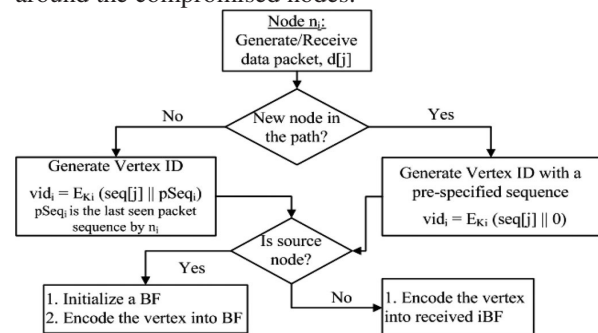 around the compromised nodes.
Node nᵢ:
Generate/Receive
data packet, d[j]
No
Yes
New node in
the path?
Generate Vertex ID
vidᵢ = E_Kᵢ (seq[j] || pSeqᵢ)
pSeqᵢ is the last seen packet
sequence by nᵢ
Generate Vertex ID with a
pre-specified sequence
vidᵢ = E_Kᵢ (seq[j] || 0)
Is source
node?
Yes
No
1. Initialize a BF
2. Encode the vertex into BF
1. Encode the vertex
into received iBF